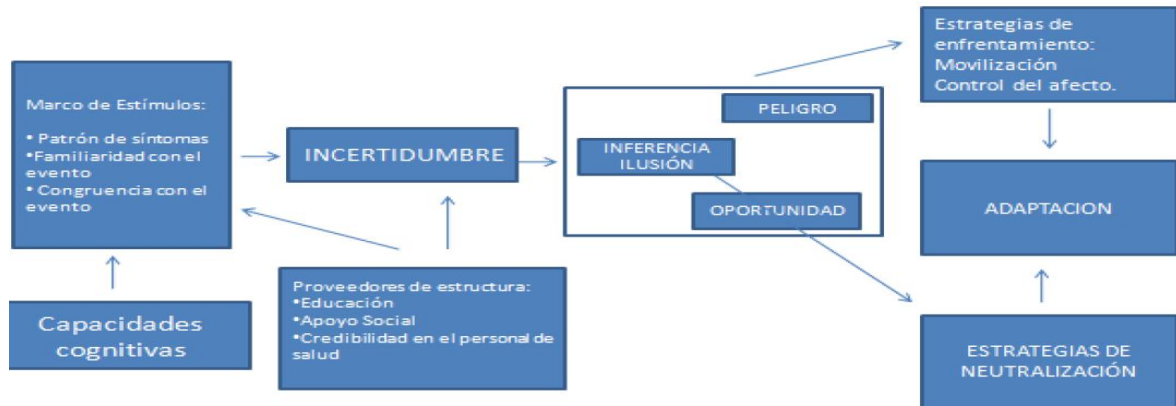 Marco de Estímulos:
• Patrón de síntomas
•Familiaridad con el
evento
• Congruencia con el
evento
Capacidades
cognitivas
INCERTIDUMBRE
Proveedores de estructura:
•Educación
•Apoyo Social
•Credibilidad en el personal de
salud
PELIGRO
INFERENCIA
ILUSIÓN
OPORTUNIDAD
Estrategias de
enfrentamiento:
Movilización
Control del afecto.
ADAPTACION
ESTRATEGIAS DE
NEUTRALIZACIÓN